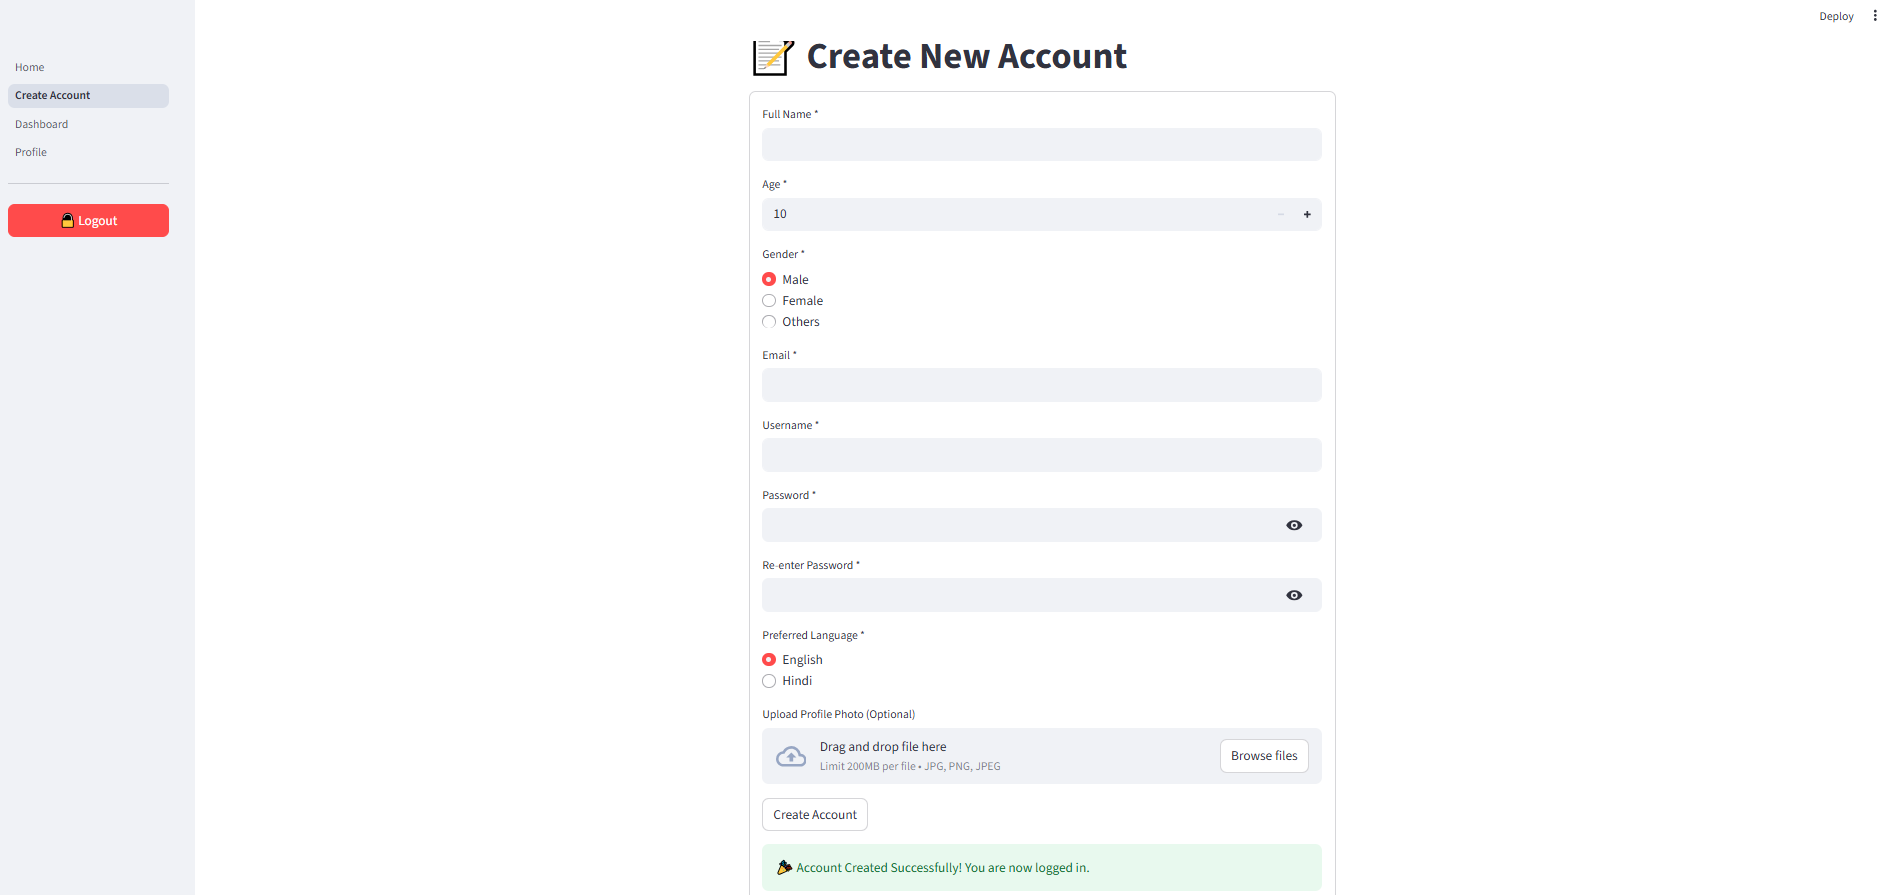 Deploy
Home
Create Account
Dashboard
Profile
Logout
Create New Account
Full Name *
Age *
10
Gender *
Male
Female
Others
Email *
Username *
Password *
Re-enter Password *
Preferred Language *
English
Hindi
Upload Profile Photo (Optional)
Drag and drop file here
Limit 200MB per file • JPG, PNG, JPEG
Browse files
Create Account
Account Created Successfully! You are now logged in.